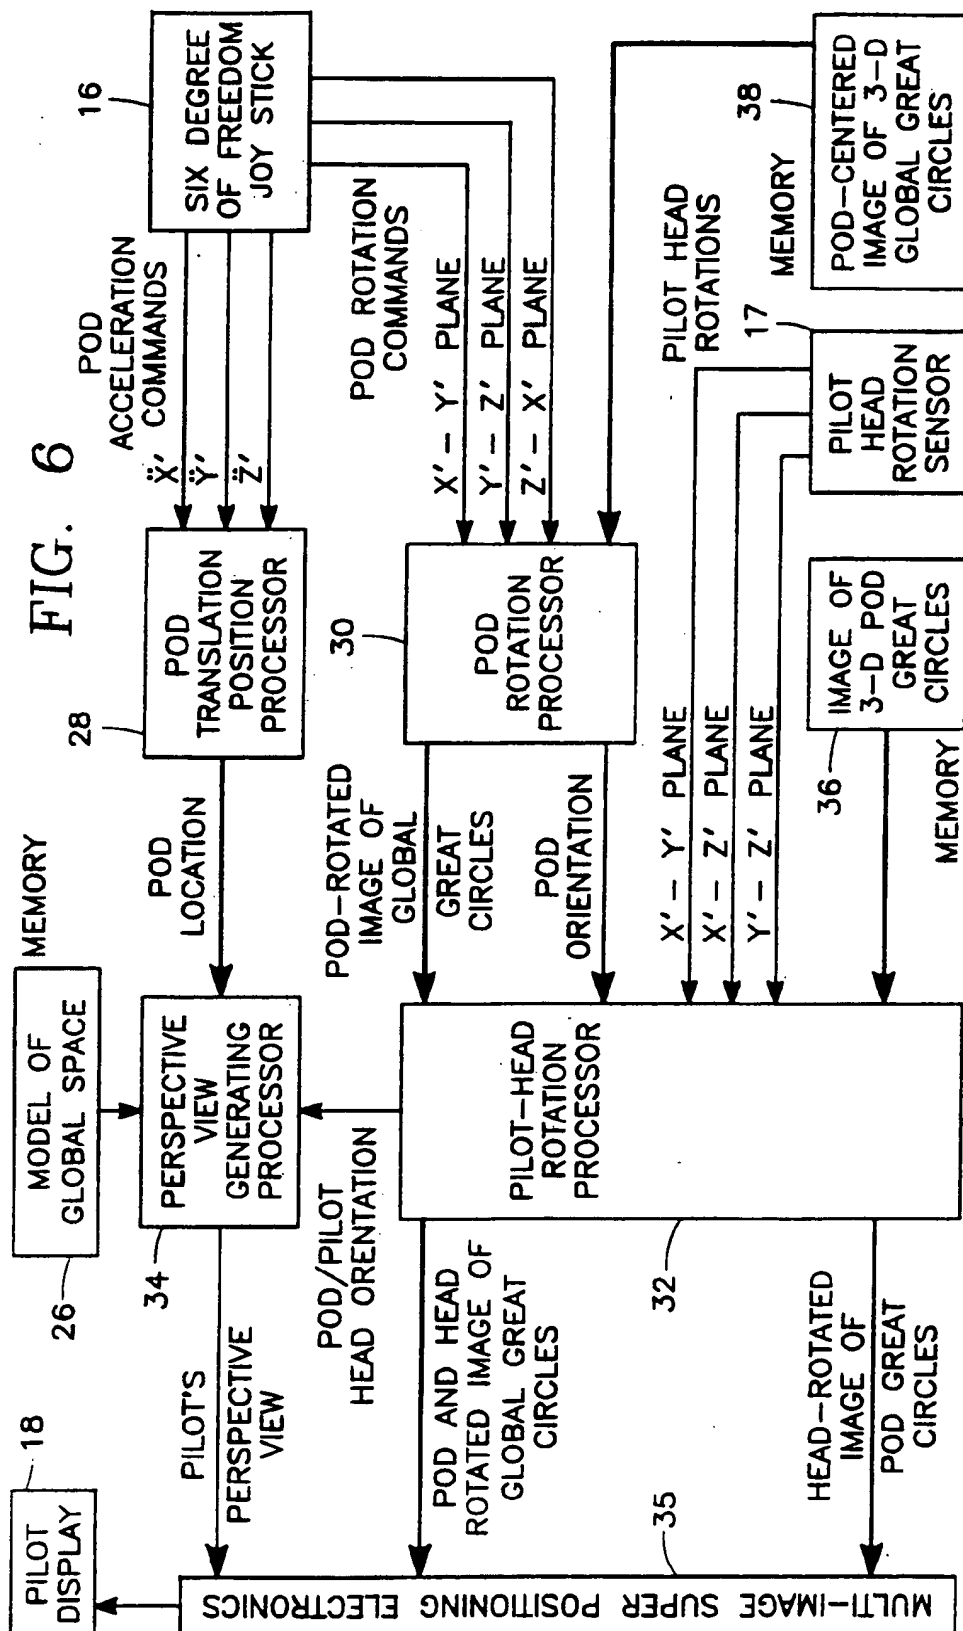 FIG. 6
PILOT
DISPLAY
18
26
MODEL OF
GLOBAL SPACE
MEMORY
34
PERSPECTIVE
VIEW
GENERATING
PROCESSOR
PILOT'S
PERSPECTIVE
VIEW
POD
LOCATION
28
POD
TRANSLATION
POSITION
PROCESSOR
POD
ACCELERATION
COMMANDS
Ẍ'
Ÿ'
Z̈'
16
SIX DEGREE
OF FREEDOM
JOY STICK
POD ROTATION
COMMANDS
X'– Y' PLANE
Y'– Z' PLANE
Z'– X' PLANE
30
POD
ROTATION
PROCESSOR
POD–ROTATED
IMAGE OF
GLOBAL
GREAT
CIRCLES
POD
ORIENTATION
POD/PILOT
HEAD ORENTATION
PILOT–HEAD
ROTATION
PROCESSOR
32
POD AND HEAD
ROTATED IMAGE OF
GLOBAL GREAT
CIRCLES
HEAD–ROTATED
IMAGE OF
POD GREAT
CIRCLES
35
MULTI–IMAGE SUPER POSITIONING ELECTRONICS
X'– Y' PLANE
X'– Z' PLANE
Y'– Z' PLANE
PILOT HEAD
ROTATIONS
17
PILOT
HEAD
ROTATION
SENSOR
36
IMAGE OF
3–D POD
GREAT
CIRCLES
MEMORY
MEMORY
38
POD–CENTERED
IMAGE OF 3–D
GLOBAL GREAT
CIRCLES